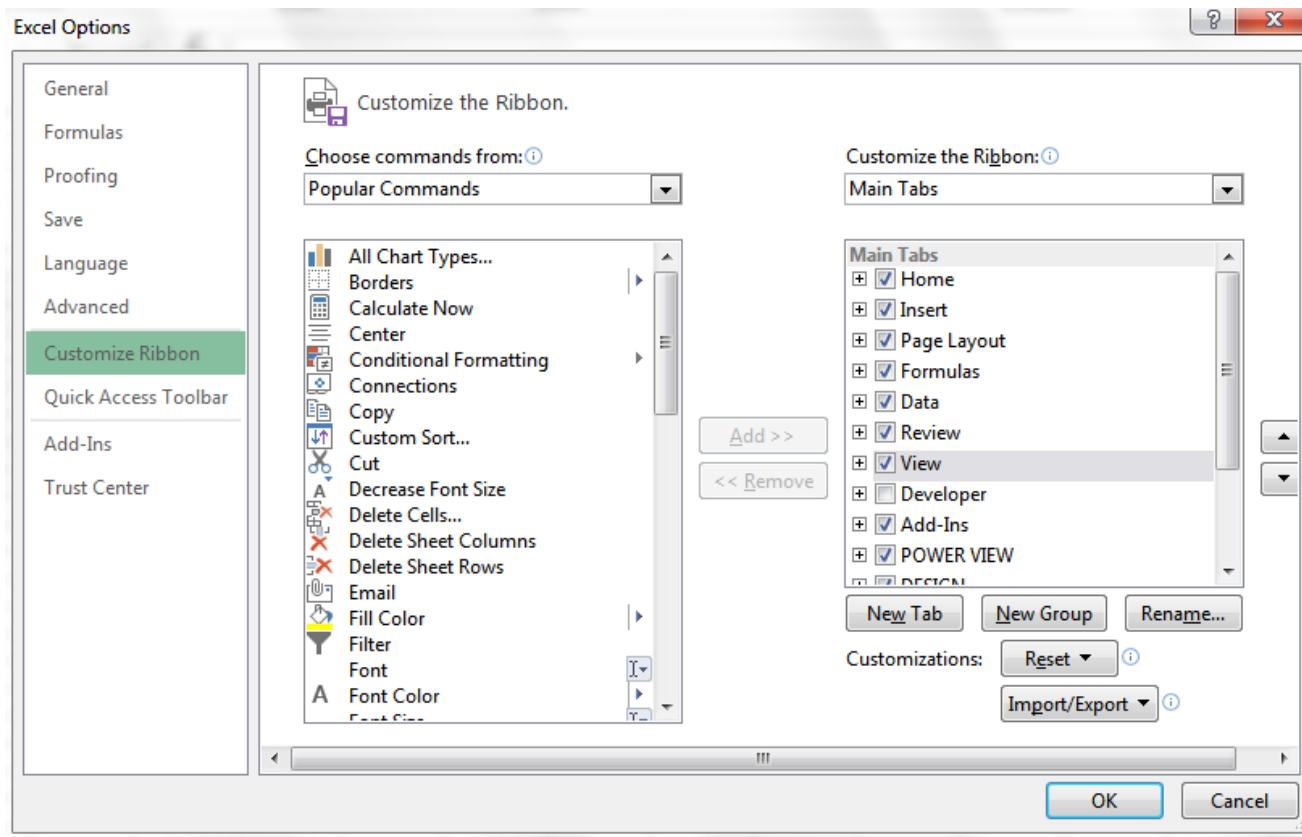 Excel Options
General
Formulas
Proofing
Save
Language
Advanced
Customize Ribbon
Quick Access Toolbar
Add-Ins
Trust Center
Customize the Ribbon.
Choose commands from:
Popular Commands
All Chart Types...
Borders
Calculate Now
Center
Conditional Formatting
Connections
Copy
Custom Sort...
Cut
Decrease Font Size
Delete Cells...
Delete Sheet Columns
Delete Sheet Rows
Email
Fill Color
Filter
Font
Font Color
Font Size
Add >>
<< Remove
Customize the Ribbon:
Main Tabs
Main Tabs
Home
Insert
Page Layout
Formulas
Data
Review
View
Developer
Add-Ins
POWER VIEW
DESIGN
New Tab
New Group
Rename...
Customizations:
Reset
Import/Export
OK
Cancel